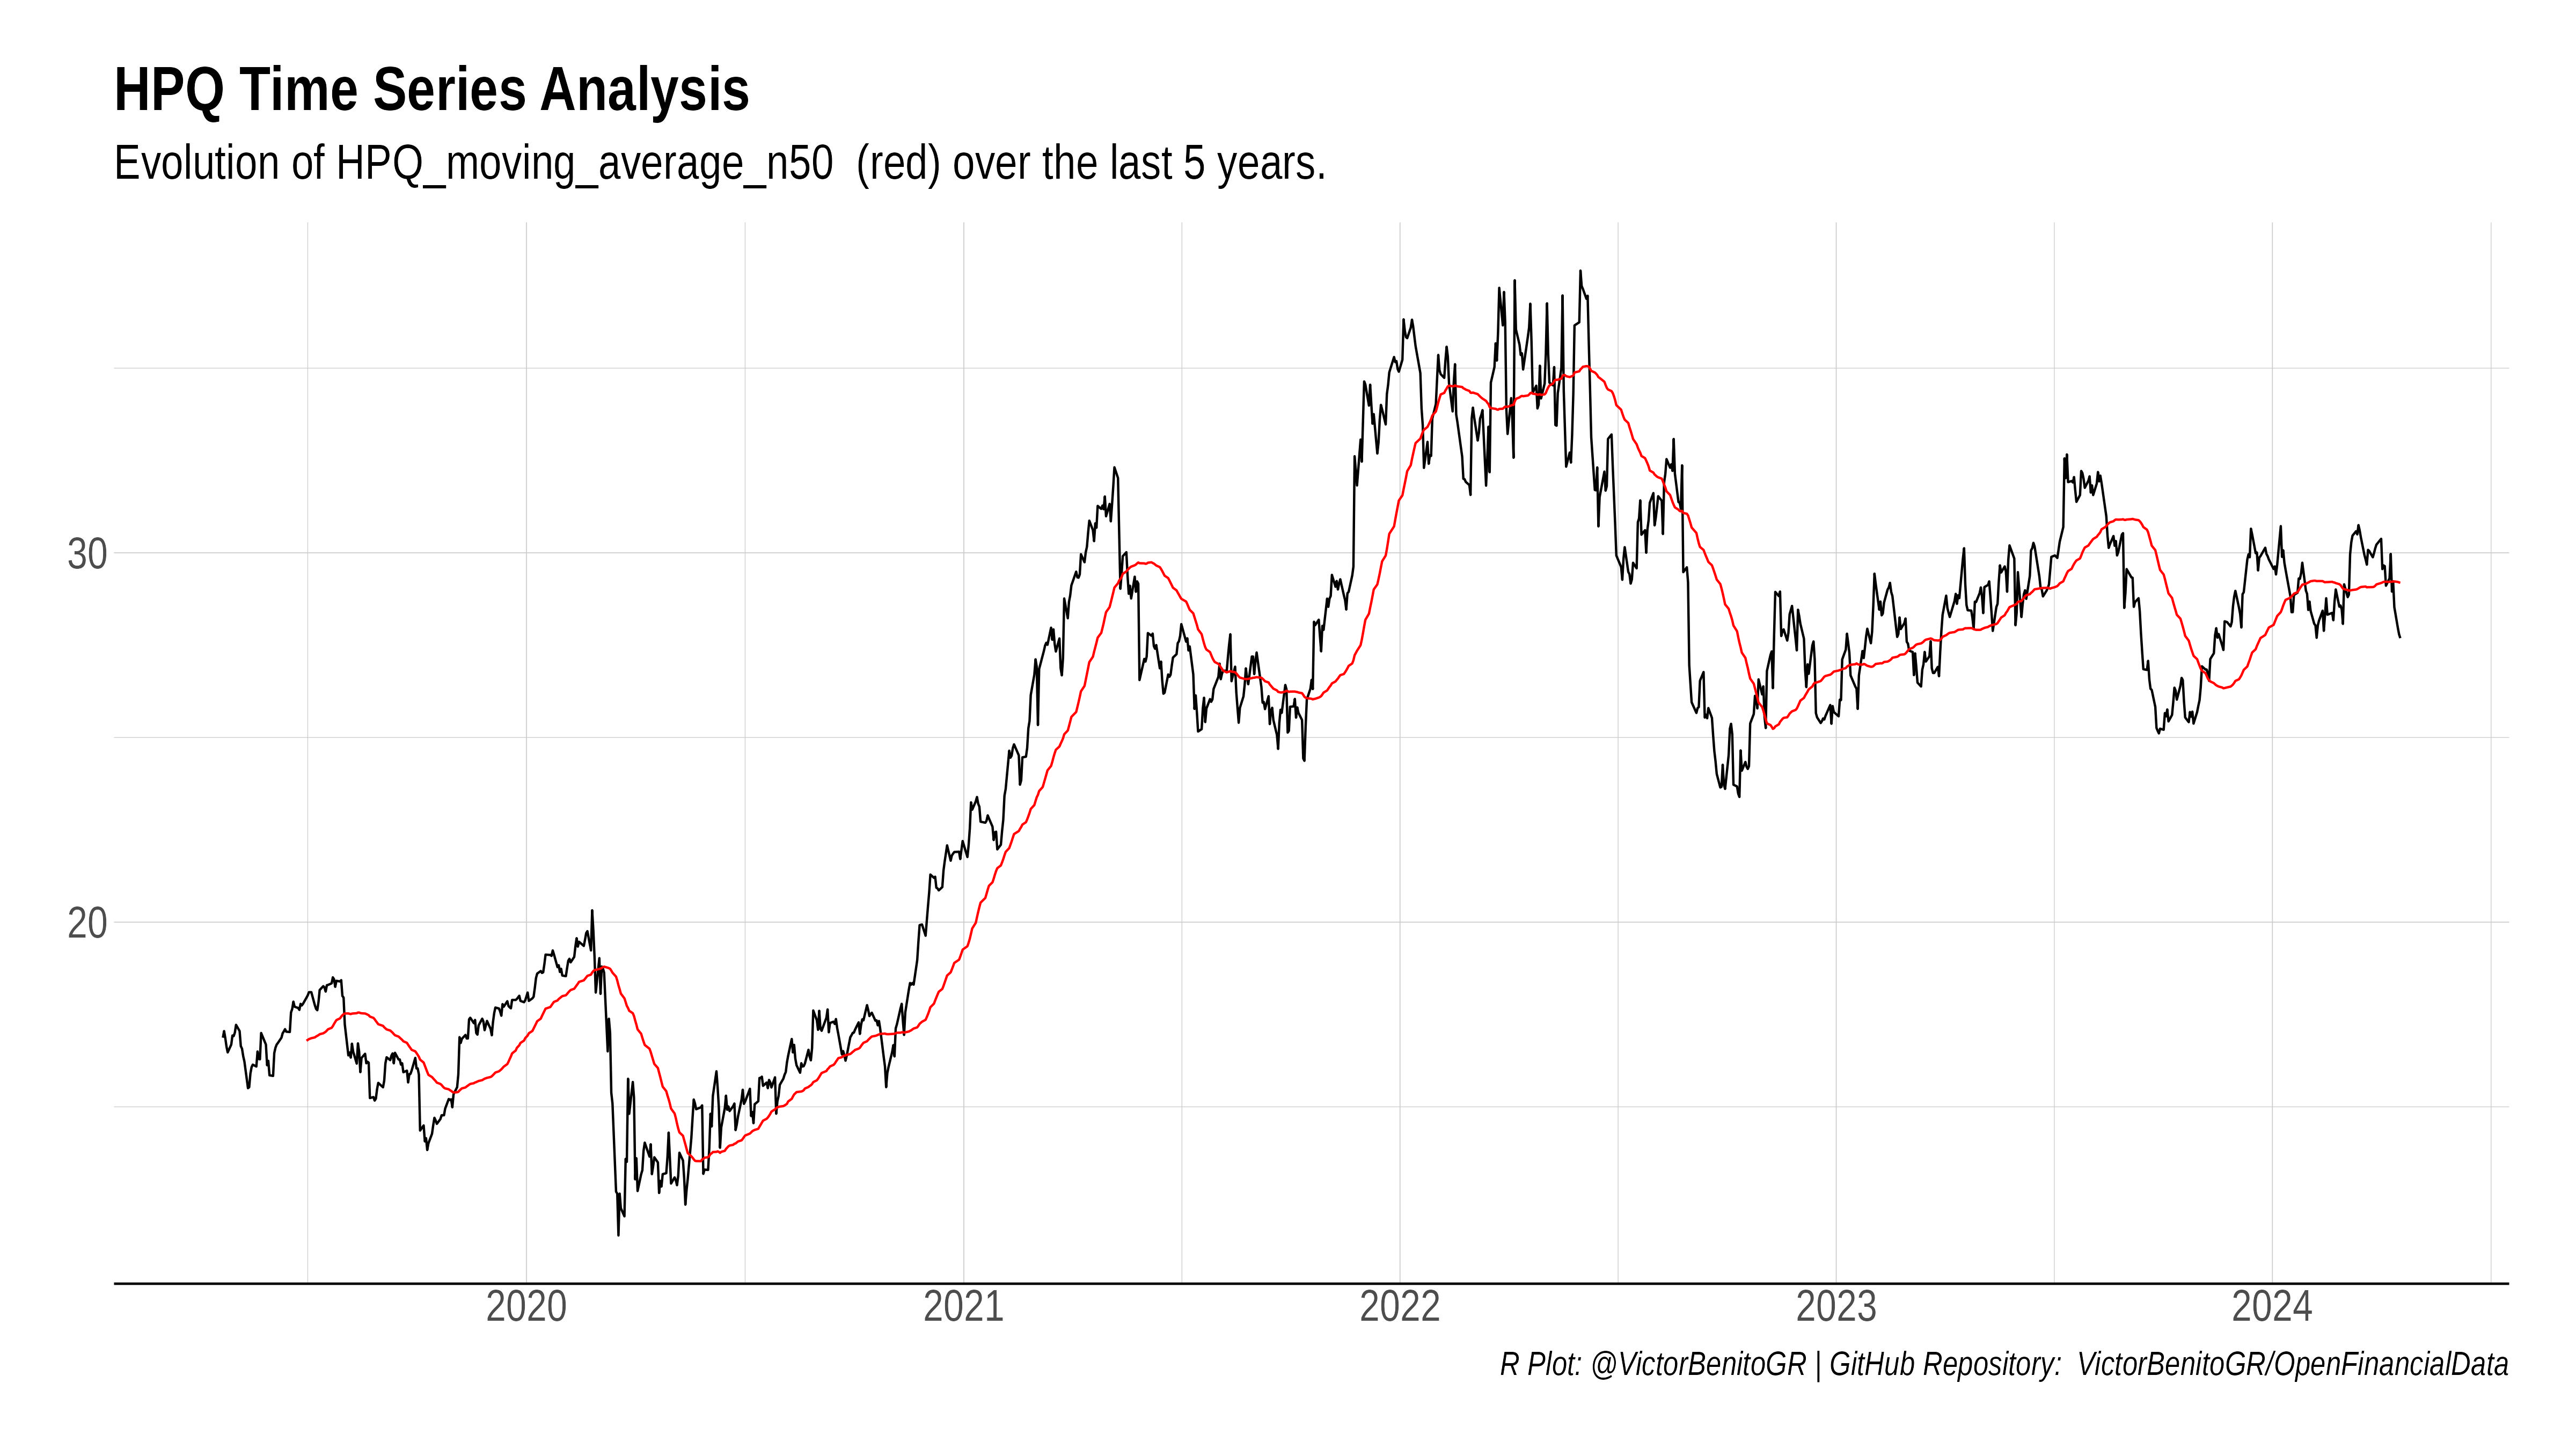 HPQ Time Series Analysis
Evolution of HPQ_moving_average_n50  (red) over the last 5 years.
30
20
2020
2021
2022
2023
2024
R Plot: @VictorBenitoGR | GitHub Repository:  VictorBenitoGR/OpenFinancialData